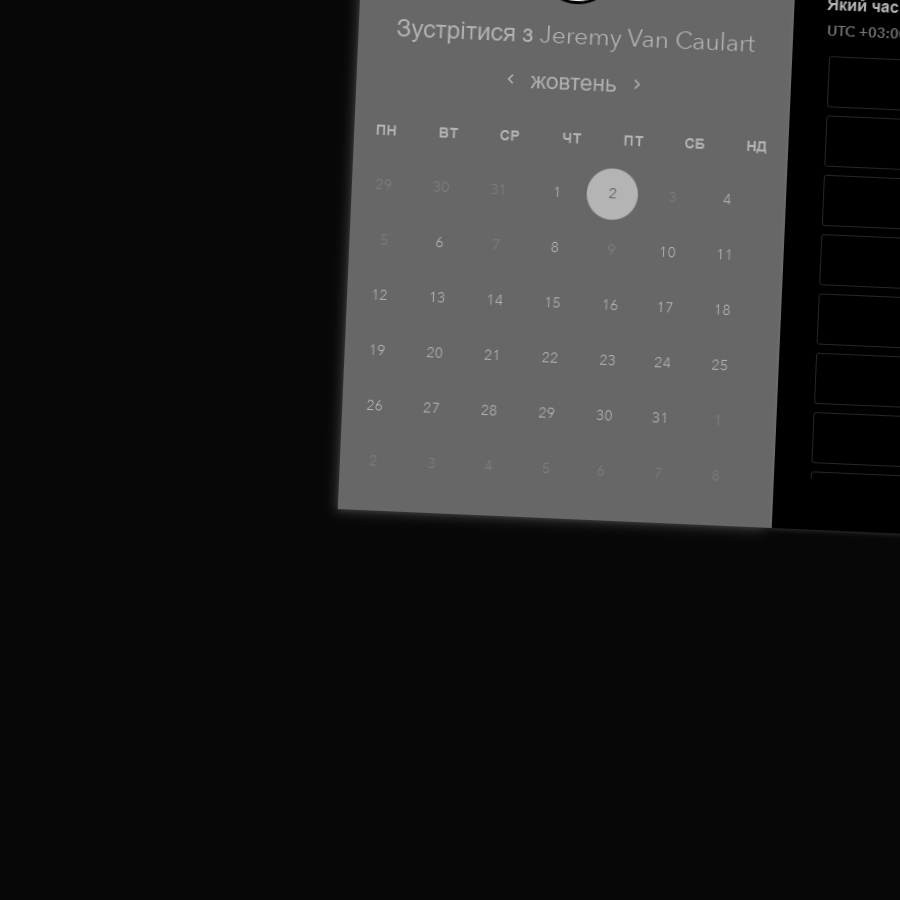 Зустрітися з Jeremy Van Caulart
‹ жовтень ›
ПН ВТ СР ЧТ ПТ СБ НД
29 30 31 1 2 3 4
5 6 7 8 9 10 11
12 13 14 15 16 17 18
19 20 21 22 23 24 25
26 27 28 29 30 31 1
2 3 4 5 6 7 8
Який час
UTC +03:0